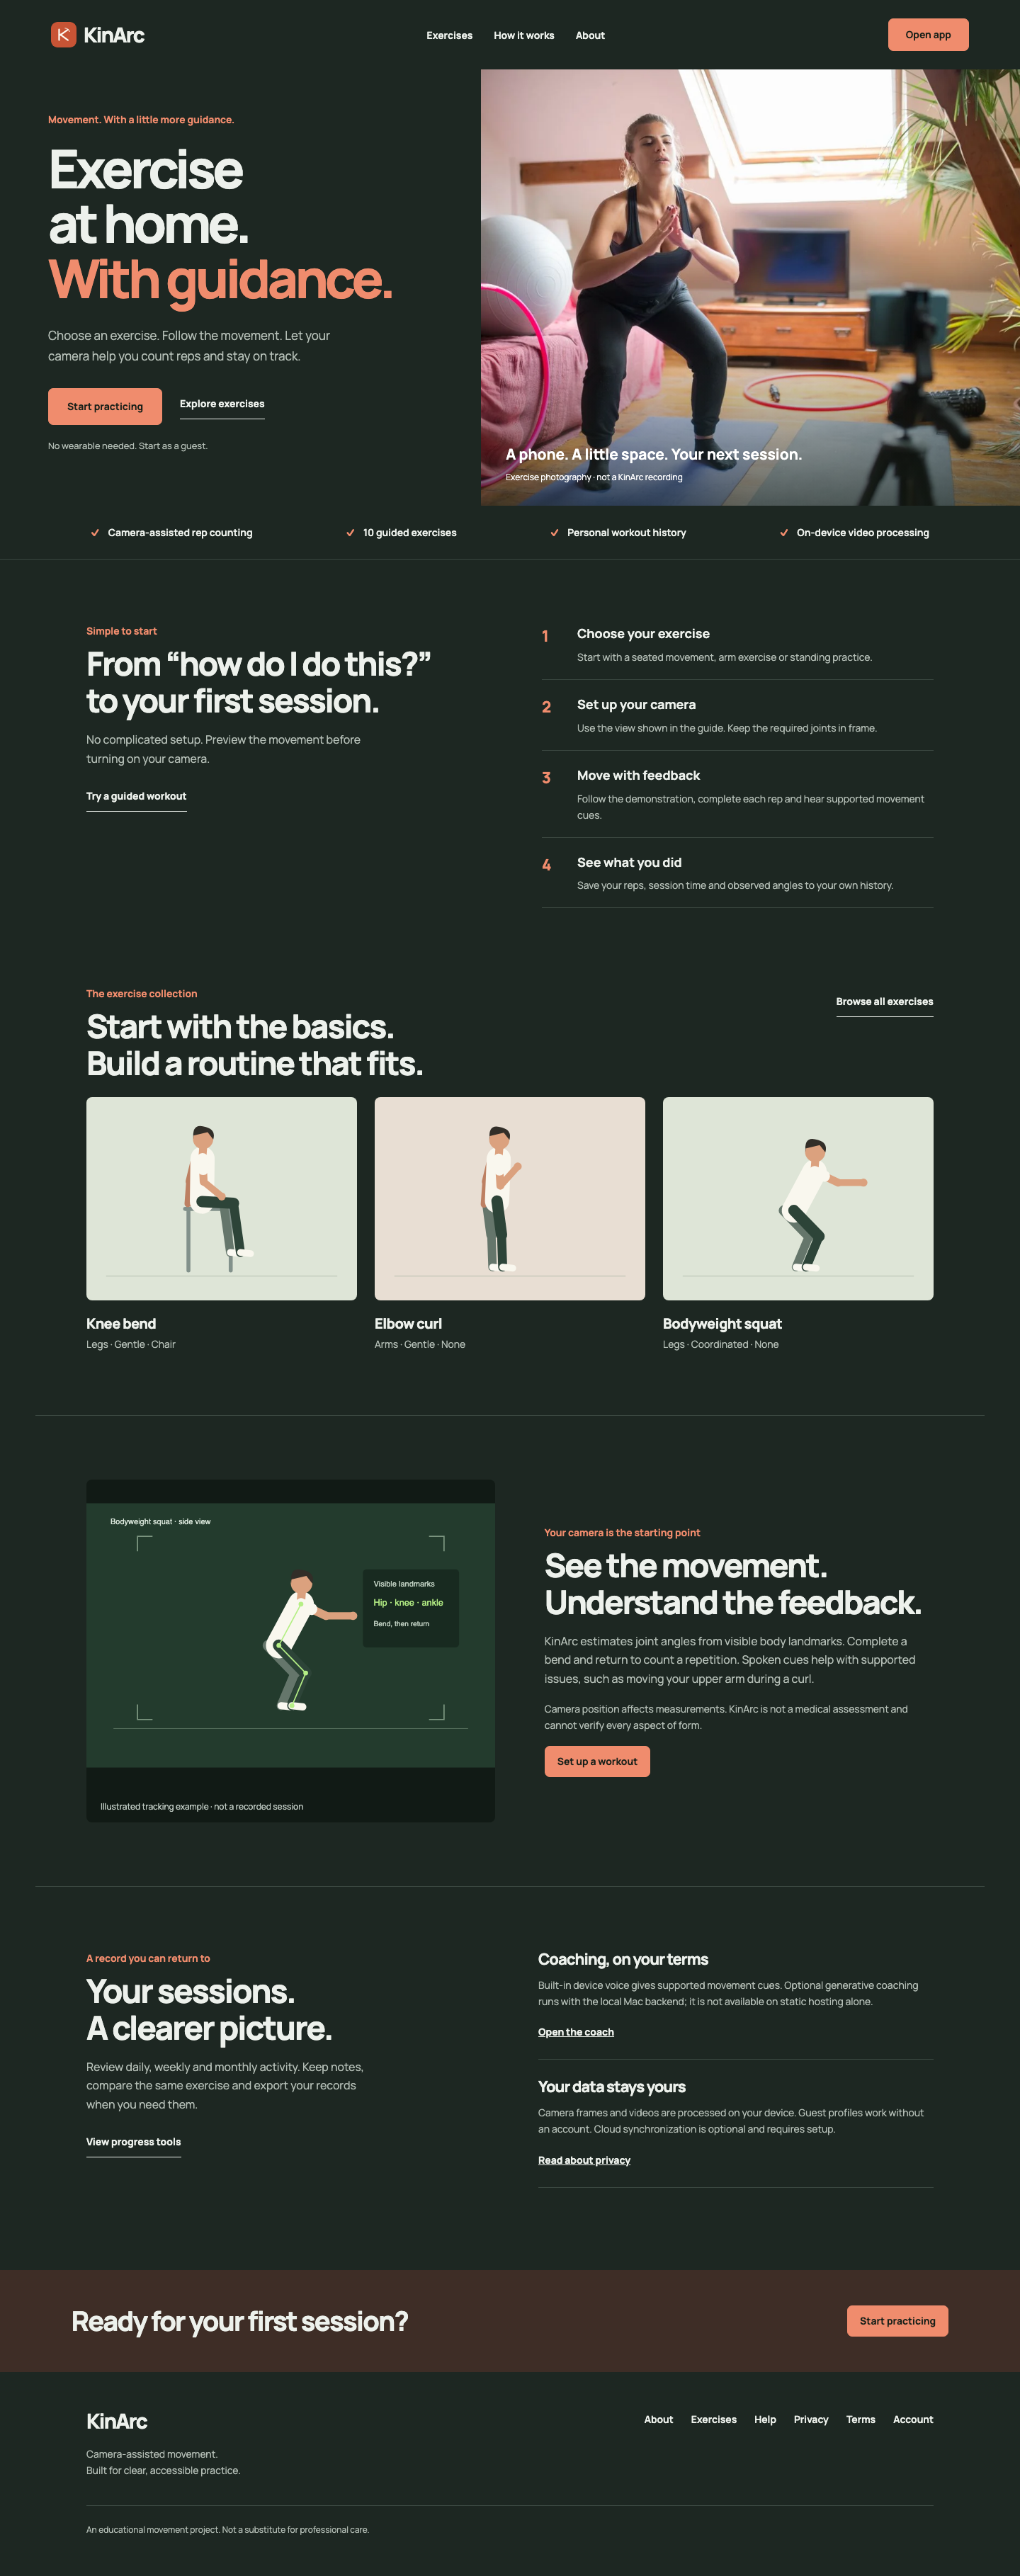 KinArc
Exercises
How it works
About
Open app
Movement. With a little more guidance.
Exercise
at home.
With guidance.
Choose an exercise. Follow the movement. Let your
camera help you count reps and stay on track.
Start practicing
Explore exercises
No wearable needed. Start as a guest.
A phone. A little space. Your next session.
Exercise photography · not a KinArc recording
Camera-assisted rep counting
10 guided exercises
Personal workout history
On-device video processing
Simple to start
From “how do I do this?”
to your first session.
No complicated setup. Preview the movement before
turning on your camera.
Try a guided workout
1
Choose your exercise
Start with a seated movement, arm exercise or standing practice.
2
Set up your camera
Use the view shown in the guide. Keep the required joints in frame.
3
Move with feedback
Follow the demonstration, complete each rep and hear supported movement
cues.
4
See what you did
Save your reps, session time and observed angles to your own history.
The exercise collection
Start with the basics.
Build a routine that fits.
Browse all exercises
Knee bend
Legs · Gentle · Chair
Elbow curl
Arms · Gentle · None
Bodyweight squat
Legs · Coordinated · None
Bodyweight squat · side view
Visible landmarks
Hip · knee · ankle
Bend, then return
Illustrated tracking example · not a recorded session
Your camera is the starting point
See the movement.
Understand the feedback.
KinArc estimates joint angles from visible body landmarks. Complete a
bend and return to count a repetition. Spoken cues help with supported
issues, such as moving your upper arm during a curl.
Camera position affects measurements. KinArc is not a medical assessment and
cannot verify every aspect of form.
Set up a workout
A record you can return to
Your sessions.
A clearer picture.
Review daily, weekly and monthly activity. Keep notes,
compare the same exercise and export your records
when you need them.
View progress tools
Coaching, on your terms
Built-in device voice gives supported movement cues. Optional generative coaching
runs with the local Mac backend; it is not available on static hosting alone.
Open the coach
Your data stays yours
Camera frames and videos are processed on your device. Guest profiles work without
an account. Cloud synchronization is optional and requires setup.
Read about privacy
Ready for your first session?
Start practicing
KinArc
Camera-assisted movement.
Built for clear, accessible practice.
About
Exercises
Help
Privacy
Terms
Account
An educational movement project. Not a substitute for professional care.